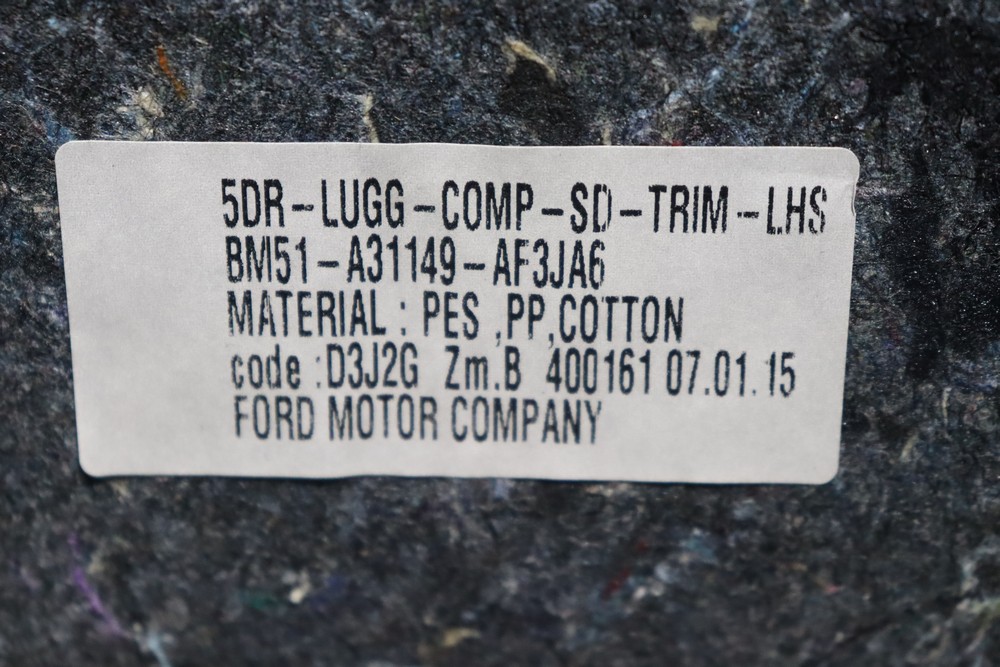 5DR-LUGG-COMP-SD-TRIM-LHS
BM51-A31149-AF3JA6
MATERIAL : PES ,PP,COTTON
code :D3J2G Zm.B 400161 07.01.15
FORD MOTOR COMPANY